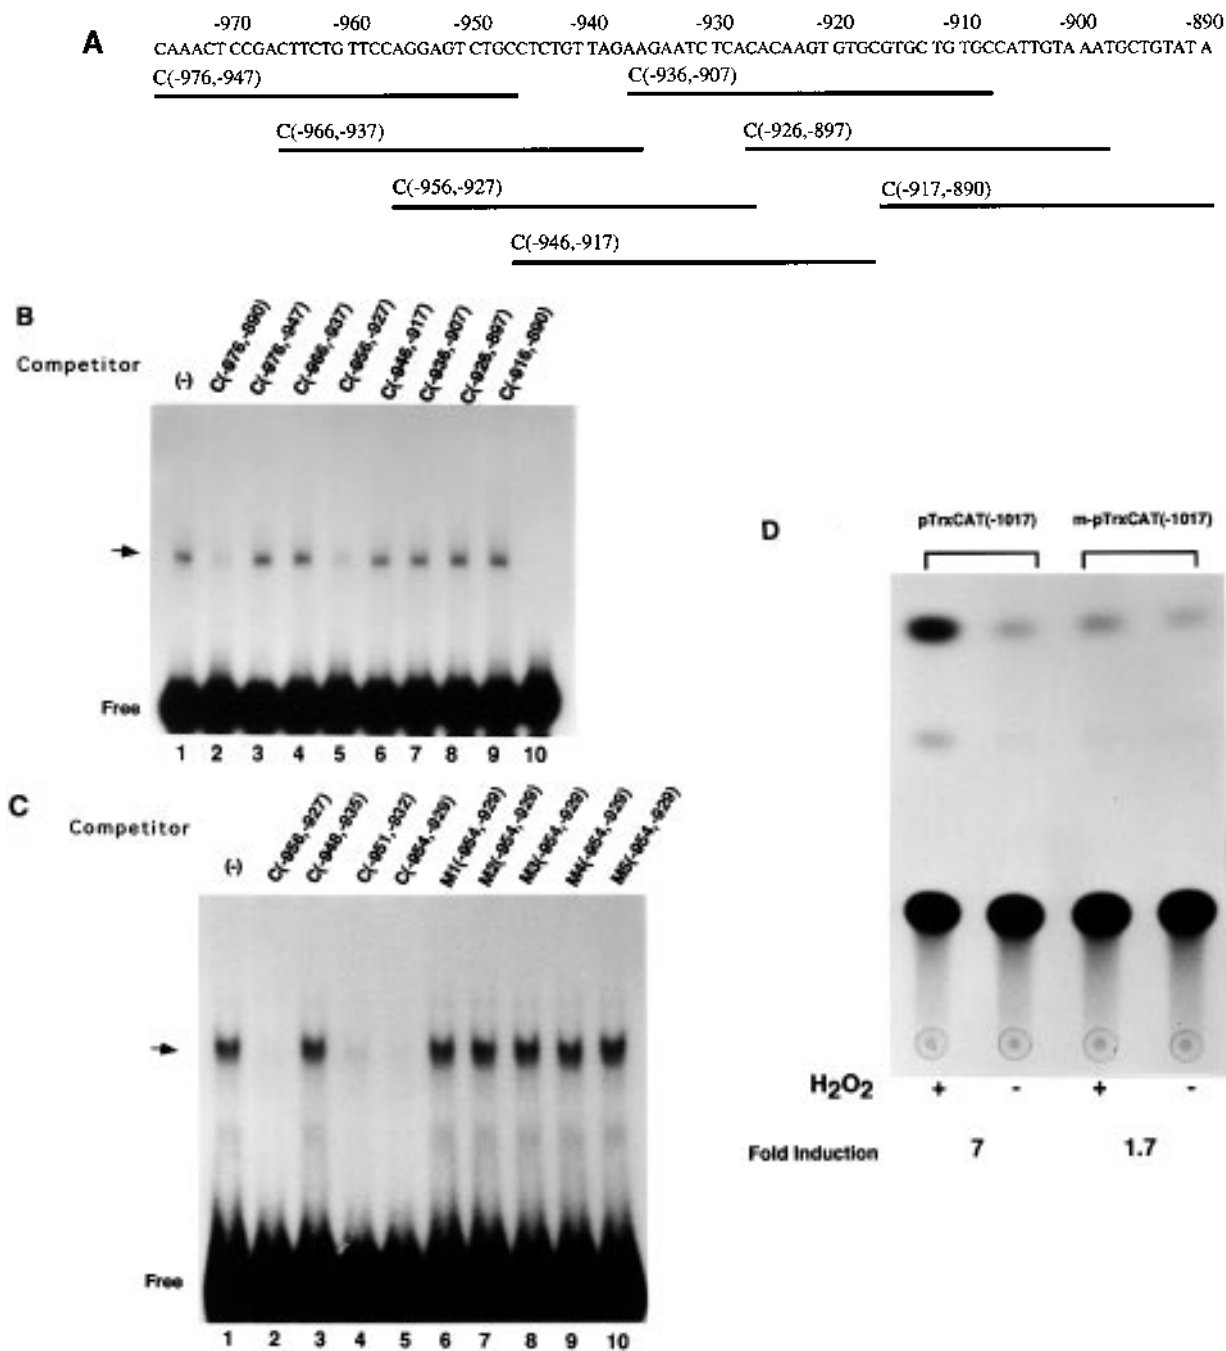 A
-970 -960 -950 -940 -930 -920 -910 -900 -890
CAAACT CCGACTTCTG TTCCAGGAGT CTGCCTCTGT TAGAAGAATC TCACACAAGT GTGCGTGC TG TGCCATTGTA AATGCTGTAT A
C(-976,-947) C(-936,-907)
C(-966,-937) C(-926,-897)
C(-956,-927) C(-917,-890)
C(-946,-917)
B
Competitor
(-) C(-976,-890) C(-976,-947) C(-966,-937) C(-956,-927) C(-946,-917) C(-936,-907) C(-926,-897) C(-916,-890)
Free
1 2 3 4 5 6 7 8 9 10
C
Competitor
(-) C(-956,-927) C(-948,-935) C(-951,-932) C(-954,-929) M1(-954,-929) M2(-954,-929) M3(-954,-929) M4(-954,-929) M5(-954,-929)
Free
1 2 3 4 5 6 7 8 9 10
D
pTrxCAT(-1017) m-pTrxCAT(-1017)
H2O2 + - + -
Fold Induction 7 1.7